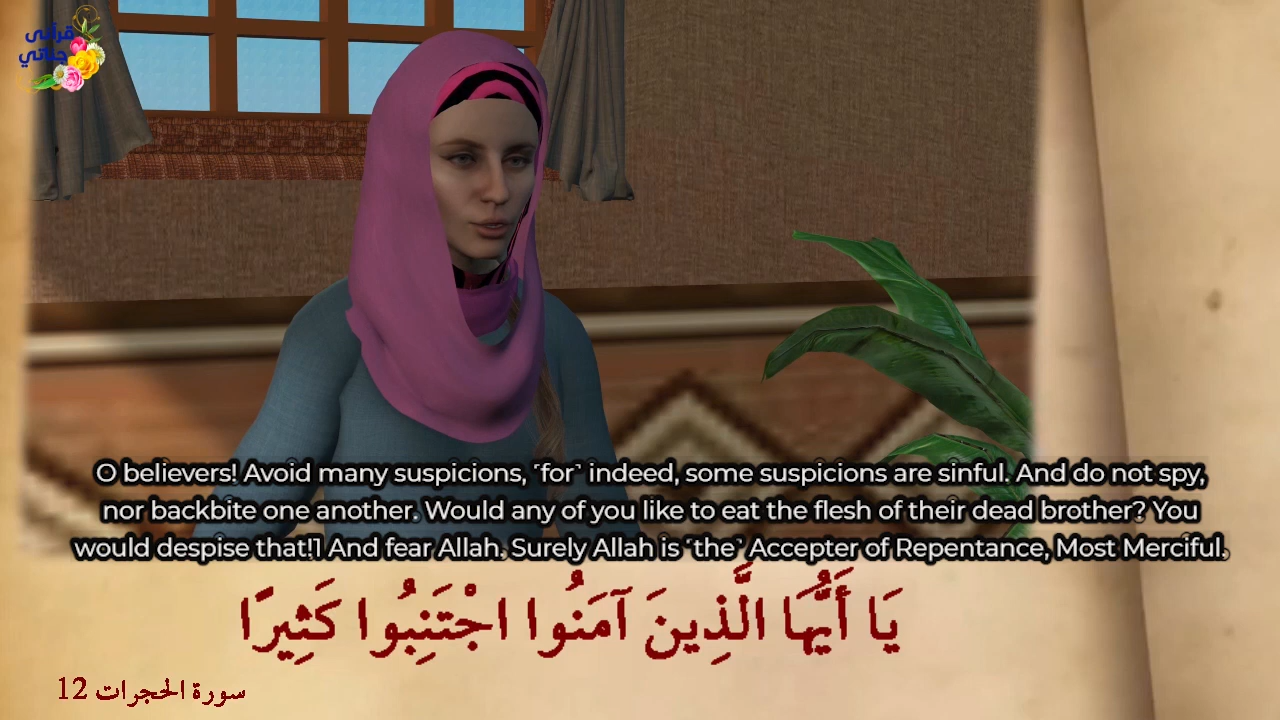 قرآني
جناتي
O believers! Avoid many suspicions, ˹for˺ indeed, some suspicions are sinful. And do not spy,
nor backbite one another. Would any of you like to eat the flesh of their dead brother? You
would despise that!1 And fear Allah. Surely Allah is ˹the˺ Accepter of Repentance, Most Merciful.
يَا أَيُّهَا الَّذِينَ آمَنُوا اجْتَنِبُوا كَثِيرًا
سورة الحجرات 12